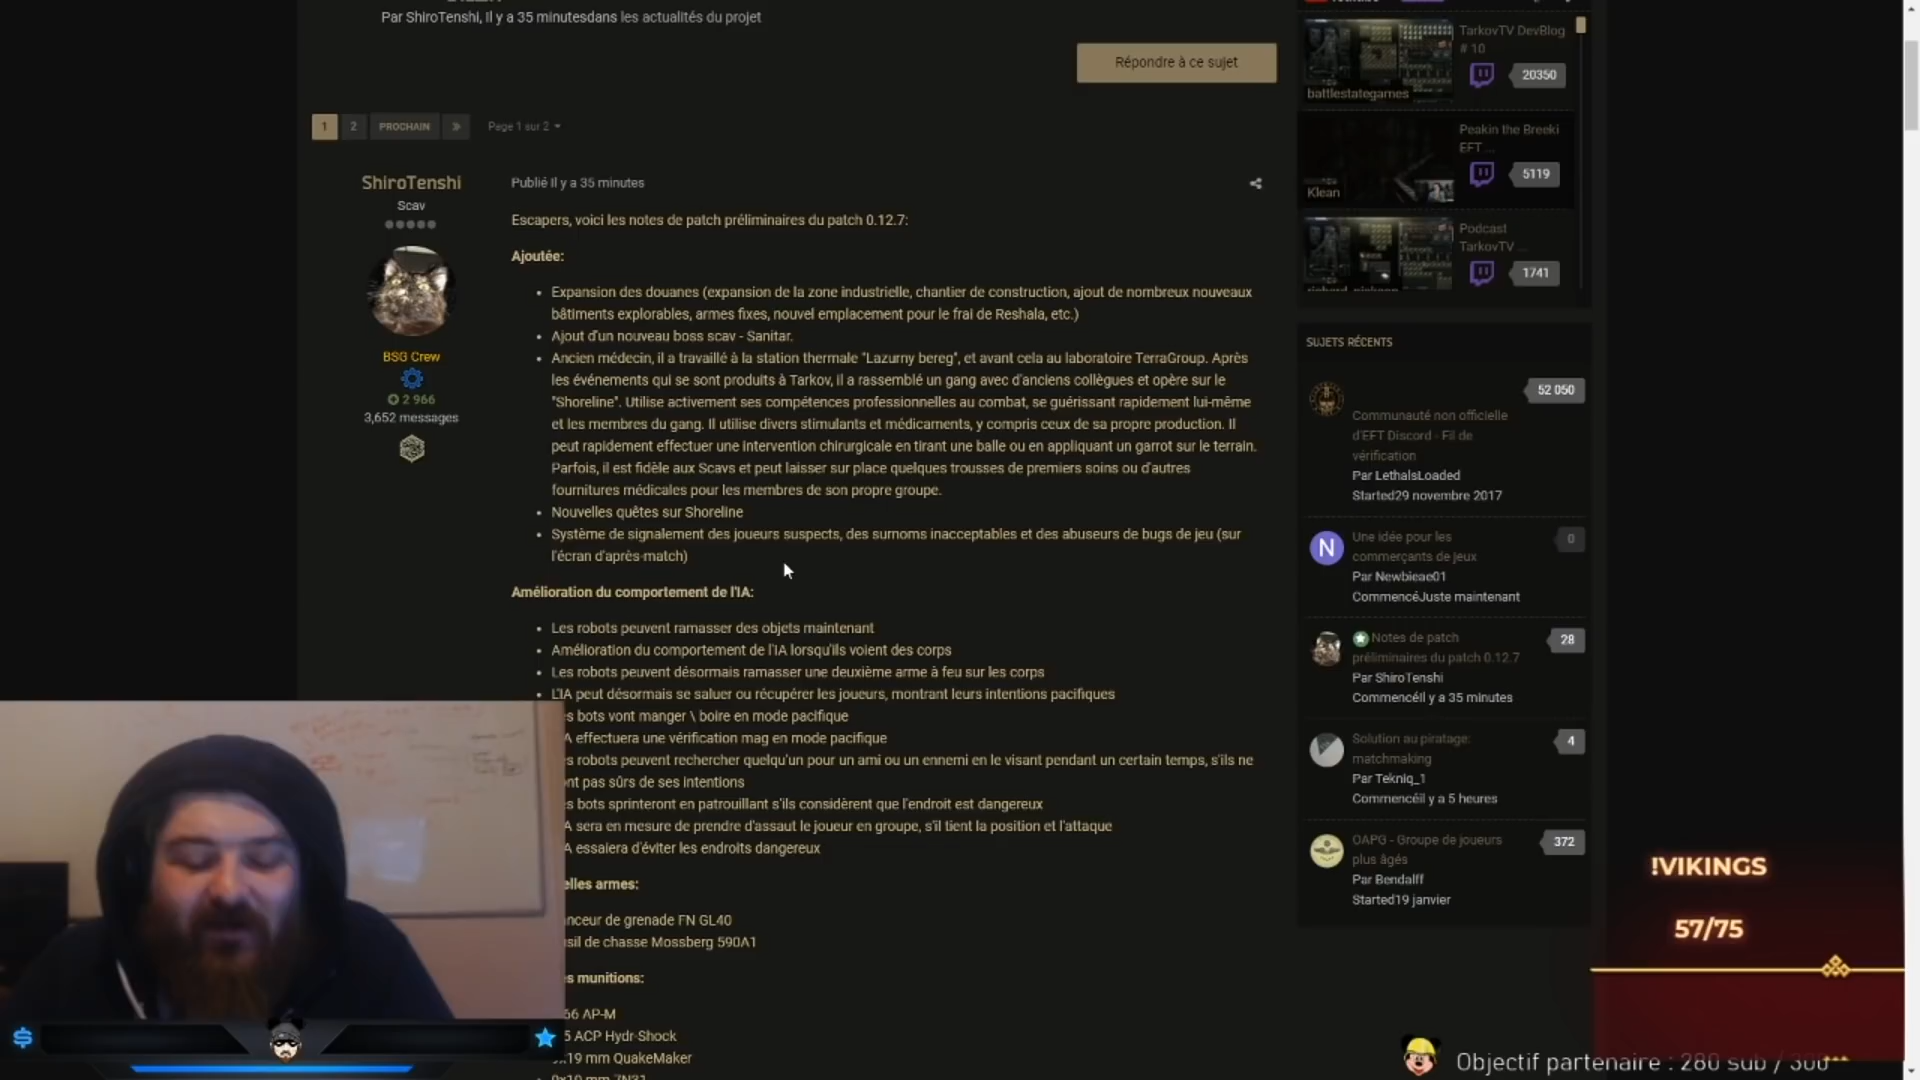 Par ShiroTenshi, Il y a 35 minutesdans les actualités du projet
Répondre à ce sujet
1 2 PROCHAIN » Page 1 sur 2
ShiroTenshi
Scav
BSG Crew
2 966
3,652 messages
Publié Il y a 35 minutes
Escapers, voici les notes de patch préliminaires du patch 0.12.7:
Ajoutée:
• Expansion des douanes (expansion de la zone industrielle, chantier de construction, ajout de nombreux nouveaux
bâtiments explorables, armes fixes, nouvel emplacement pour le frai de Reshala, etc.)
• Ajout d'un nouveau boss scav - Sanitar.
• Ancien médecin, il a travaillé à la station thermale "Lazurny bereg", et avant cela au laboratoire TerraGroup. Après
les événements qui se sont produits à Tarkov, il a rassemblé un gang avec d'anciens collègues et opère sur le
"Shoreline". Utilise activement ses compétences professionnelles au combat, se guérissant rapidement lui-même
et les membres du gang. Il utilise divers stimulants et médicaments, y compris ceux de sa propre production. Il
peut rapidement effectuer une intervention chirurgicale en tirant une balle ou en appliquant un garrot sur le terrain.
Parfois, il est fidèle aux Scavs et peut laisser sur place quelques trousses de premiers soins ou d'autres
fournitures médicales pour les membres de son propre groupe.
• Nouvelles quêtes sur Shoreline
• Système de signalement des joueurs suspects, des surnoms inacceptables et des abuseurs de bugs de jeu (sur
l'écran d'après-match)
Amélioration du comportement de l'IA:
• Les robots peuvent ramasser des objets maintenant
• Amélioration du comportement de l'IA lorsqu'ils voient des corps
• Les robots peuvent désormais ramasser une deuxième arme à feu sur les corps
• L'IA peut désormais se saluer ou récupérer les joueurs, montrant leurs intentions pacifiques
es bots vont manger \ boire en mode pacifique
A effectuera une vérification mag en mode pacifique
es robots peuvent rechercher quelqu'un pour un ami ou un ennemi en le visant pendant un certain temps, s'ils ne
ont pas sûrs de ses intentions
es bots sprinteront en patrouillant s'ils considèrent que l'endroit est dangereux
A sera en mesure de prendre d'assaut le joueur en groupe, s'il tient la position et l'attaque
A essaiera d'éviter les endroits dangereux
elles armes:
anceur de grenade FN GL40
usil de chasse Mossberg 590A1
s munitions:
66 AP-M
5 ACP Hydr-Shock
9x19 mm QuakeMaker
9x19 mm 7N31
TarkovTV DevBlog
# 10
20350
battlestategames
Peakin the Breeki
EFT ...
5119
Klean
Podcast
TarkovTV ...
1741
SUJETS RÉCENTS
52 050
Communauté non officielle
d'EFT Discord - Fil de
vérification
Par LethalsLoaded
Started29 novembre 2017
N
Une idée pour les
commerçants de jeux
0
Par Newbieae01
CommencéJuste maintenant
Notes de patch
préliminaires du patch 0.12.7
28
Par ShiroTenshi
CommencéIl y a 35 minutes
Solution au piratage:
matchmaking
4
Par Tekniq_1
Commencéil y a 5 heures
OAPG - Groupe de joueurs
plus âgés
372
Par Bendalff
Started19 janvier
!VIKINGS
57/75
Objectif partenaire : 280 sub / 300